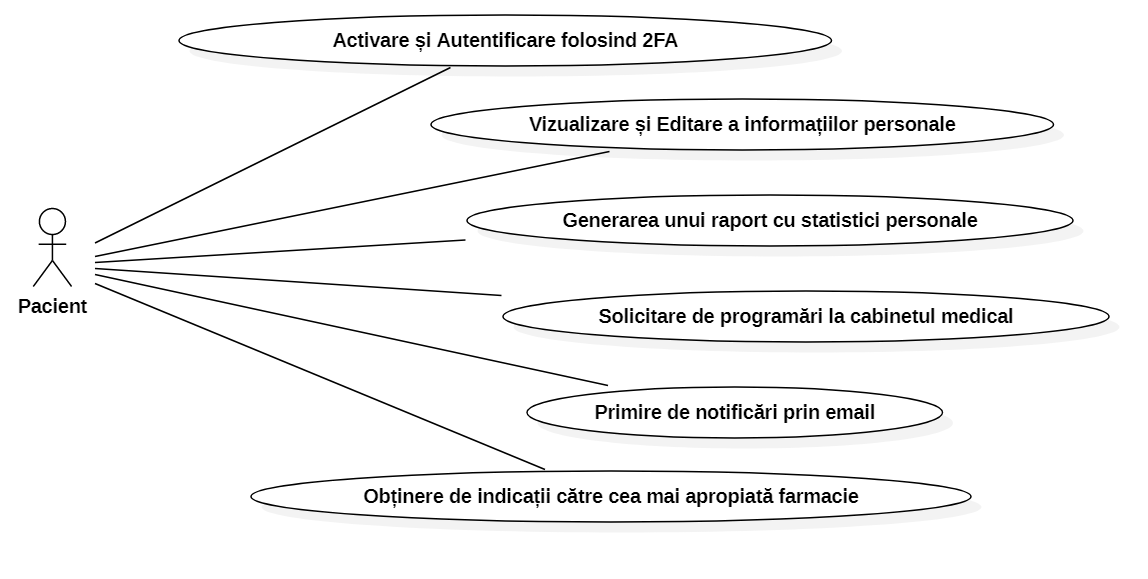 Activare și Autentificare folosind 2FA
Vizualizare și Editare a informațiilor personale
Generarea unui raport cu statistici personale
Pacient
Solicitare de programări la cabinetul medical
Primire de notificări prin email
Obținere de indicații către cea mai apropiată farmacie